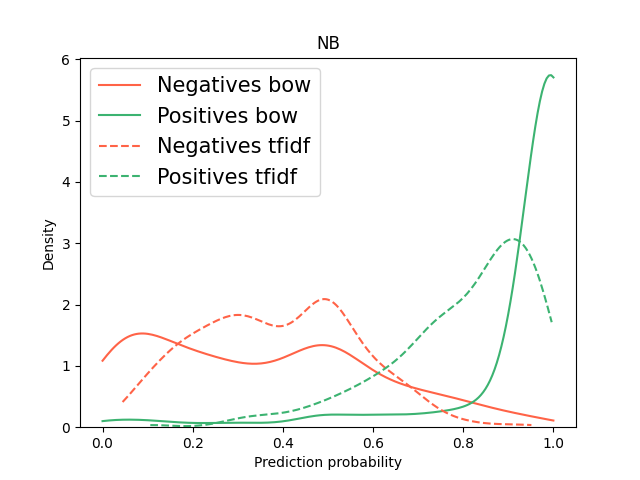 NB
Negatives bow
Positives bow
Negatives tfidf
Positives tfidf
Density
6
5
4
3
2
1
0
0.0 0.2 0.4 0.6 0.8 1.0
Prediction probability